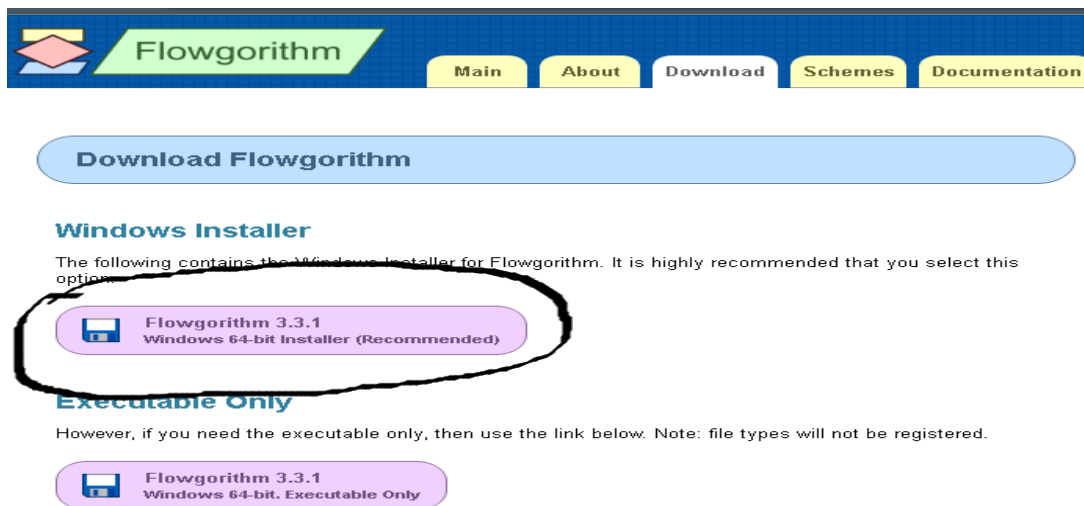 Flowgorithm
Main About Download Schemes Documentation
Download Flowgorithm
Windows Installer
The following contains the Windows Installer for Flowgorithm. It is highly recommended that you select this
option.
Flowgorithm 3.3.1
Windows 64-bit Installer (Recommended)
Executable Only
However, if you need the executable only, then use the link below. Note: file types will not be registered.
Flowgorithm 3.3.1
Windows 64-bit. Executable Only